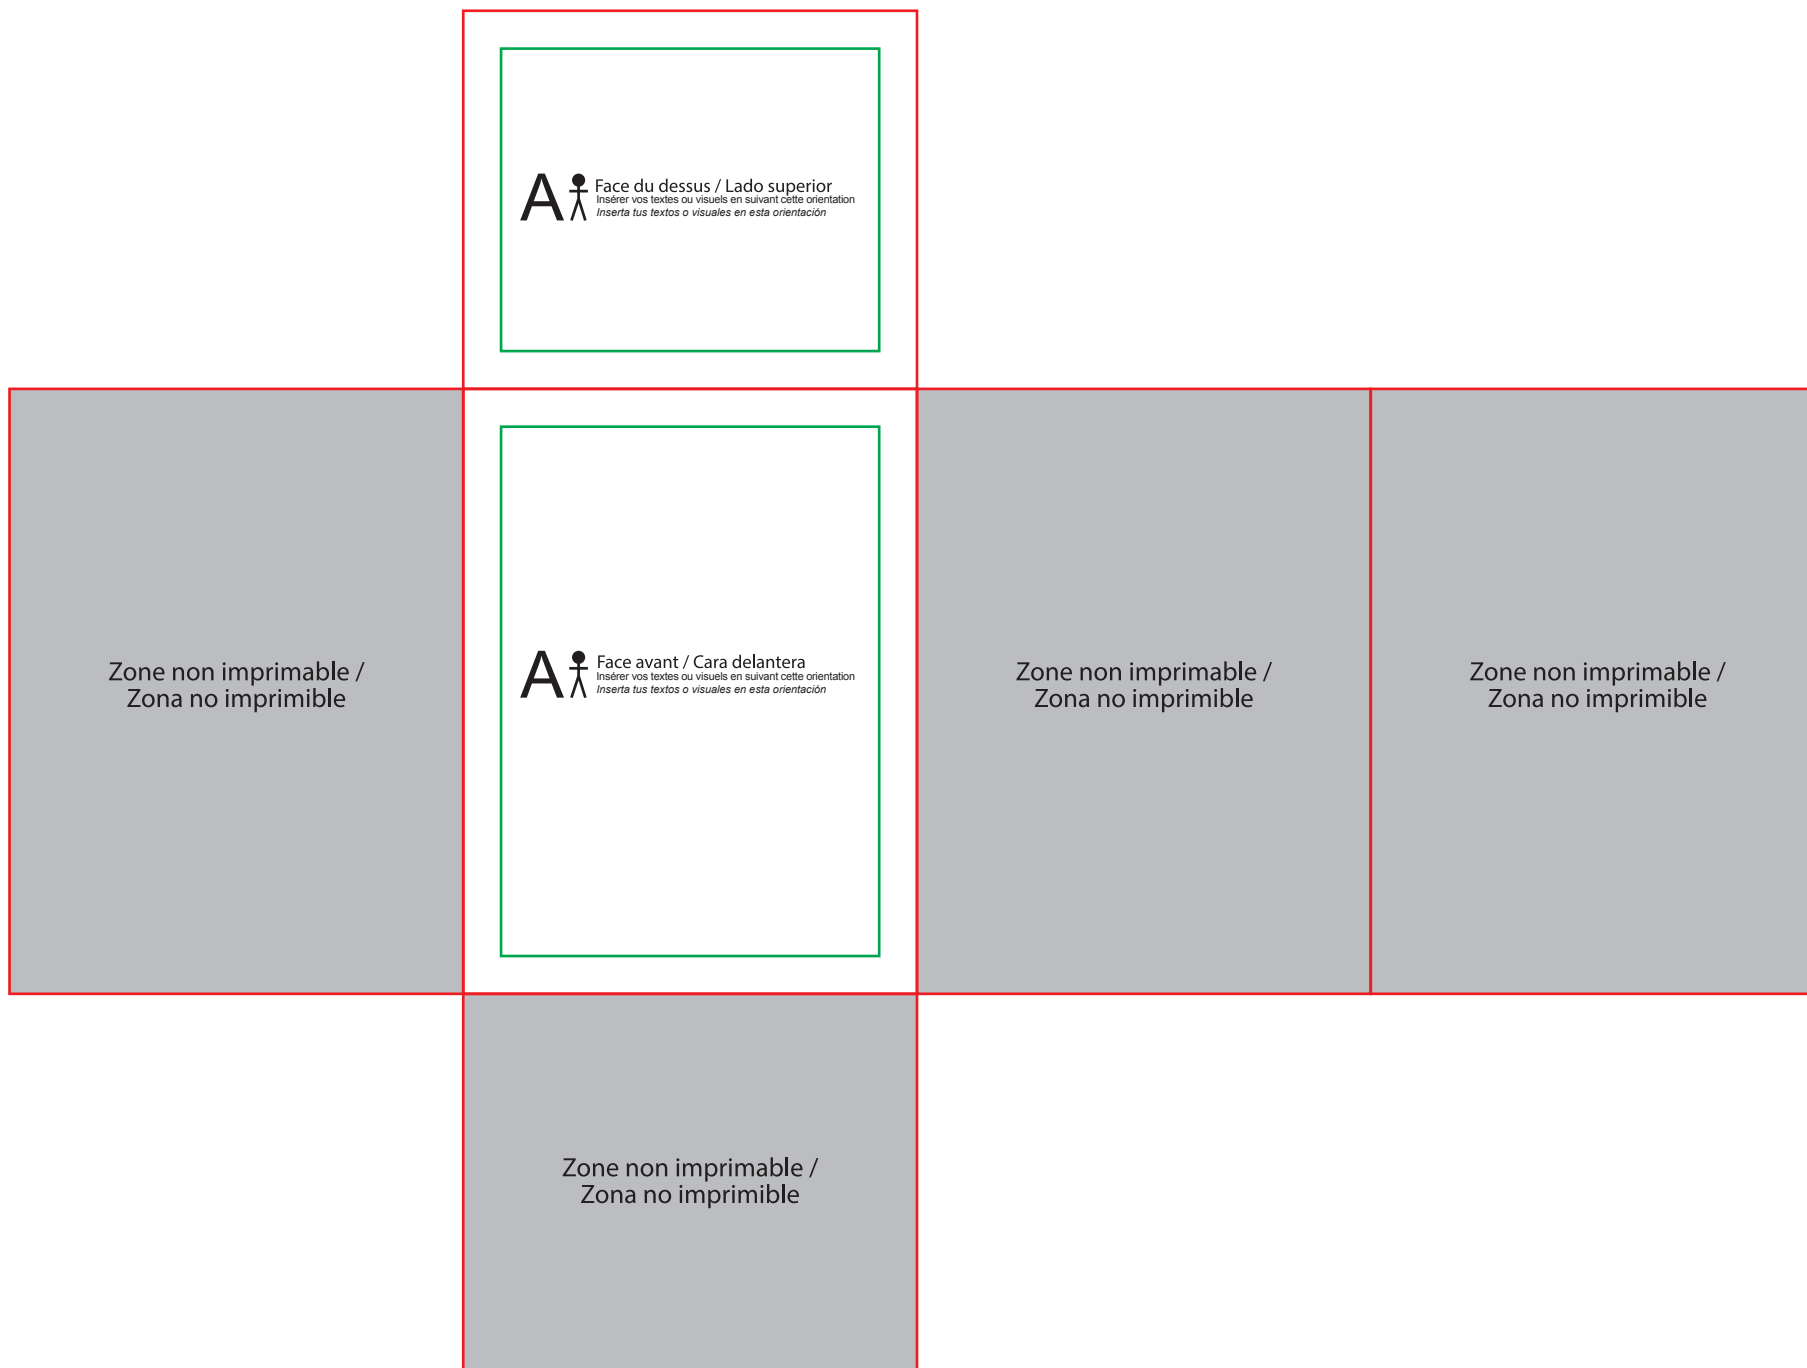 A
Face du dessus / Lado superior
Insérer vos textes ou visuels en suivant cette orientation
Inserta tus textos o visuales en esta orientación
Zone non imprimable /
Zona no imprimible
A
Face avant / Cara delantera
Insérer vos textes ou visuels en suivant cette orientation
Inserta tus textos o visuales en esta orientación
Zone non imprimable /
Zona no imprimible
Zone non imprimable /
Zona no imprimible
Zone non imprimable /
Zona no imprimible